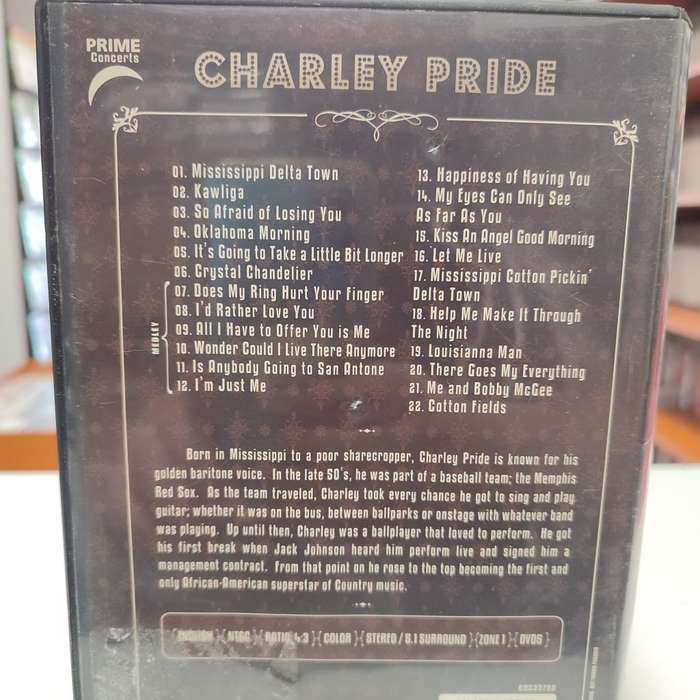 PRIME
Concerts
CHARLEY PRIDE
01. Mississippi Delta Town
02. Kawliga
03. So Afraid of Losing You
04. Oklahoma Morning
05. It's Going to Take a Little Bit Longer
06. Crystal Chandelier
MEDLEY
07. Does My Ring Hurt Your Finger
08. I'd Rather Love You
09. All I Have to Offer You is Me
10. Wonder Could I Live There Anymore
11. Is Anybody Going to San Antone
12. I'm Just Me
13. Happiness of Having You
14. My Eyes Can Only See
As Far As You
15. Kiss An Angel Good Morning
16. Let Me Live
17. Mississippi Cotton Pickin'
Delta Town
18. Help Me Make It Through
The Night
19. Louisianna Man
20. There Goes My Everything
21. Me and Bobby McGee
22. Cotton Fields
Born in Mississippi to a poor sharecropper, Charley Pride is known for his
golden baritone voice. In the late 50's, he was part of a baseball team; the Memphis
Red Sox. As the team traveled, Charley took every chance he got to sing and play
guitar; whether it was on the bus, between ballparks or onstage with whatever band
was playing. Up until then, Charley was a ballplayer that loved to perform. He got
his first break when Jack Johnson heard him perform live and signed him a
management contract. From that point on he rose to the top becoming the first and
only African-American superstar of Country music.
ENGLISH NTSC RATIO 4:3 COLOR STEREO / 5.1 SURROUND ZONE 1 DVD5